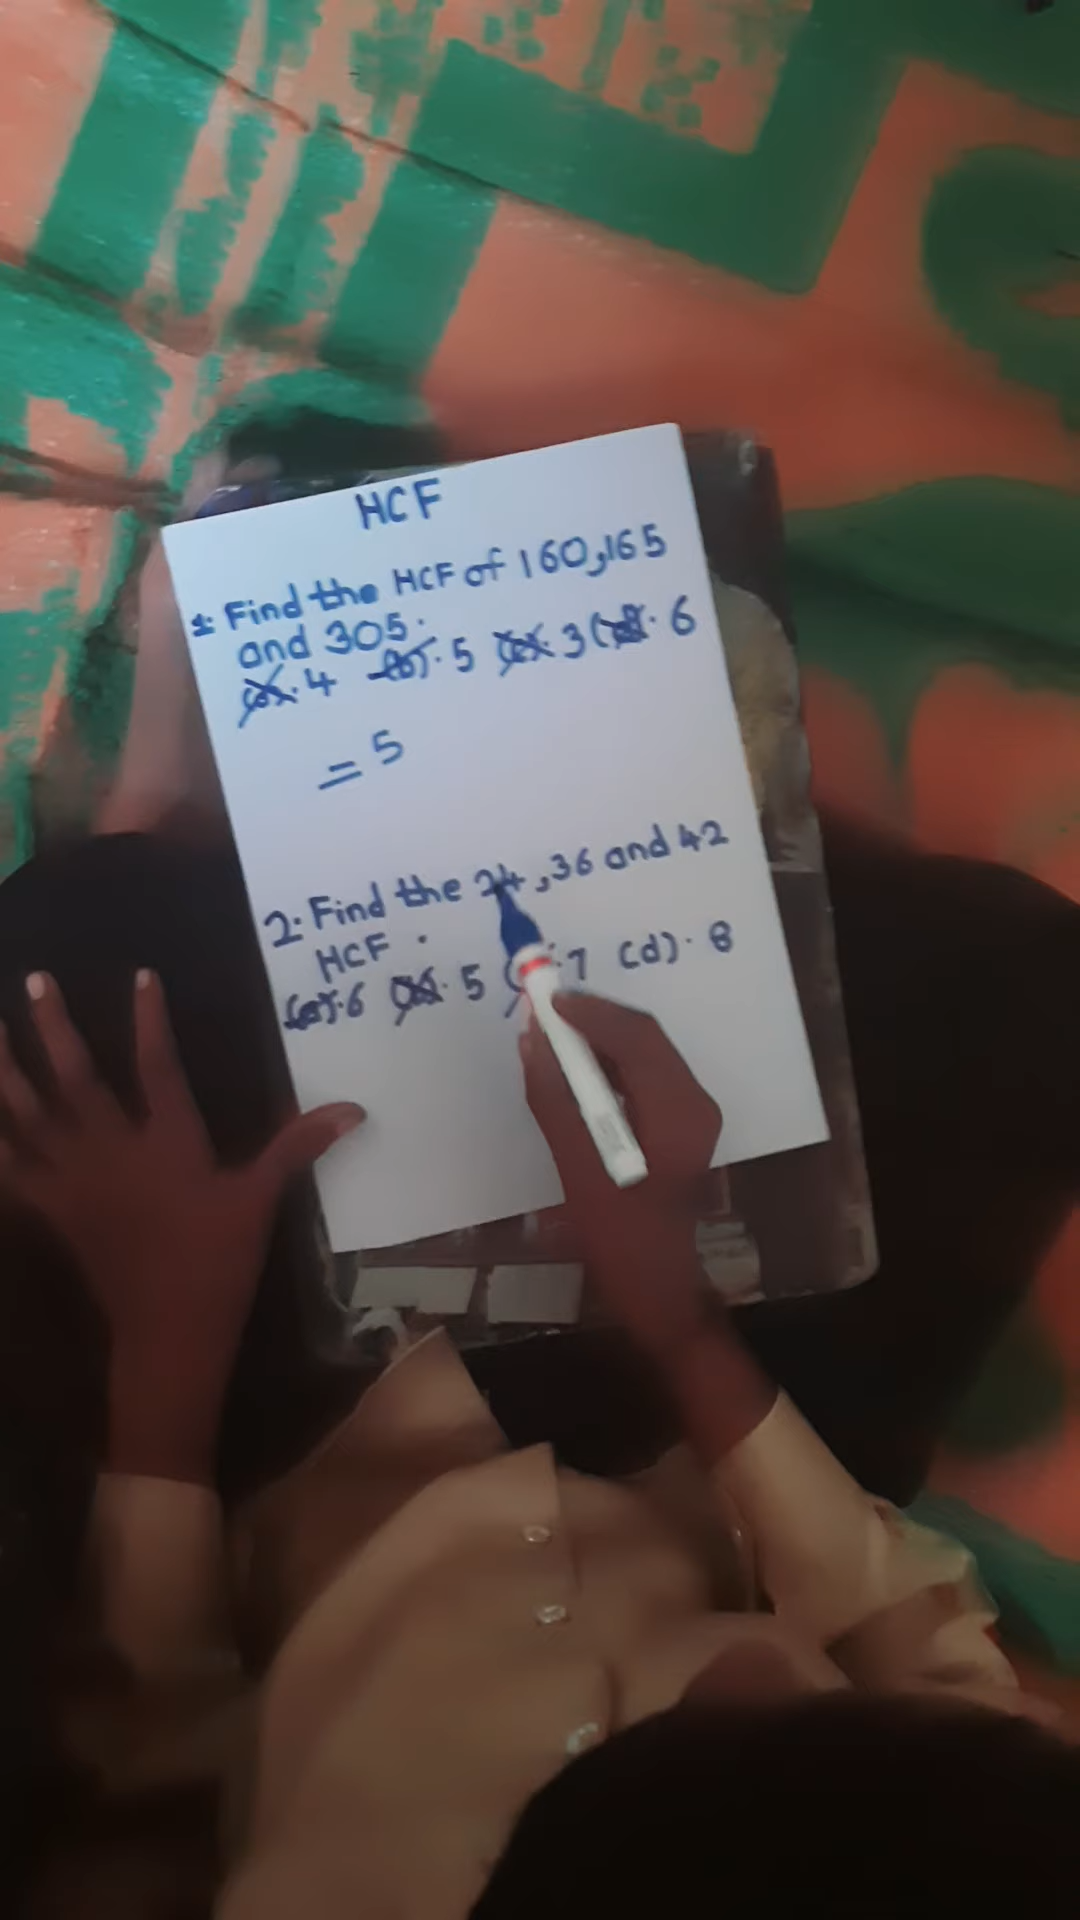 HCF
1. Find the HCF of 160,165
and 305.
(a). 4 (b). 5 (c). 3 (d). 6
= 5
2. Find the 24,36 and 42
HCF .
(a). 6 (b). 5 . 7 (d). 8